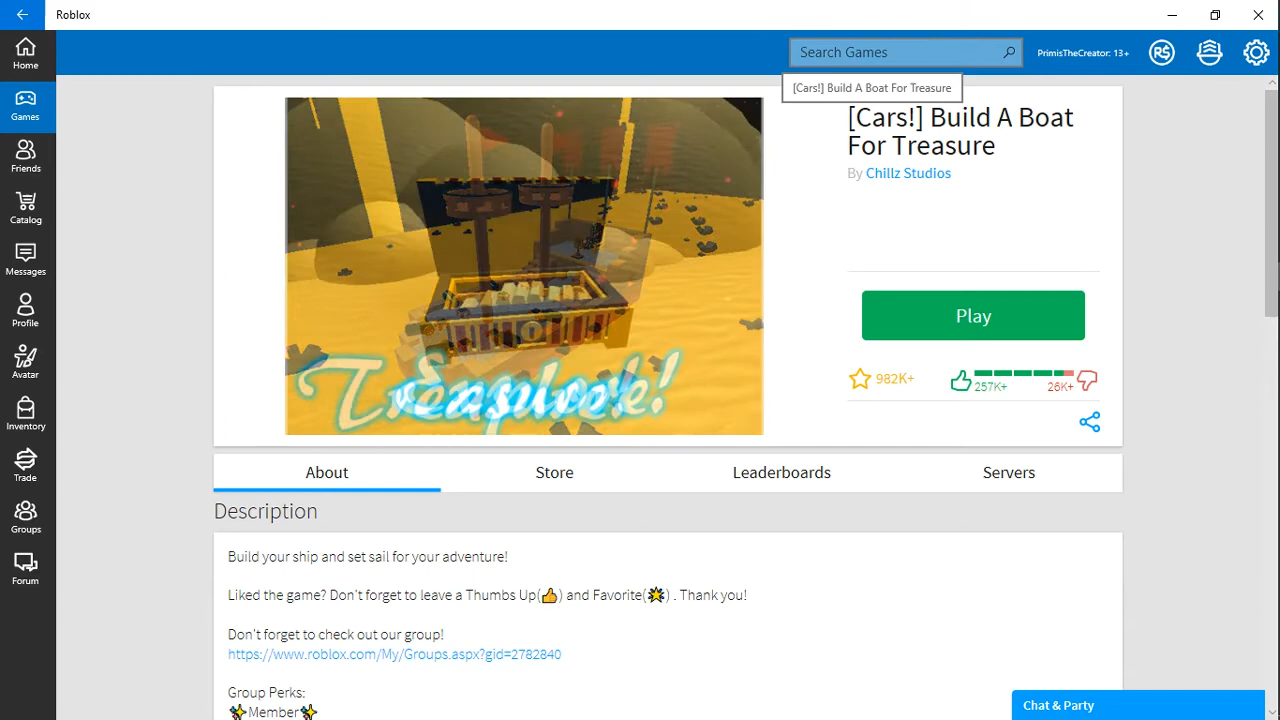 Roblox
Home
Games
Friends
Catalog
Messages
Profile
Avatar
Inventory
Trade
Groups
Forum
Search Games
PrimisTheCreator: 13+
R$
[Cars!] Build A Boat For Treasure
[Cars!] Build A Boat
For Treasure
By Chillz Studios
Play
982K+
257K+
26K+
About
Store
Leaderboards
Servers
Description
Build your ship and set sail for your adventure!
Liked the game? Don't forget to leave a Thumbs Up(👍) and Favorite(🌟) . Thank you!
Don't forget to check out our group!
https://www.roblox.com/My/Groups.aspx?gid=2782840
Group Perks:
✨Member✨
Chat & Party